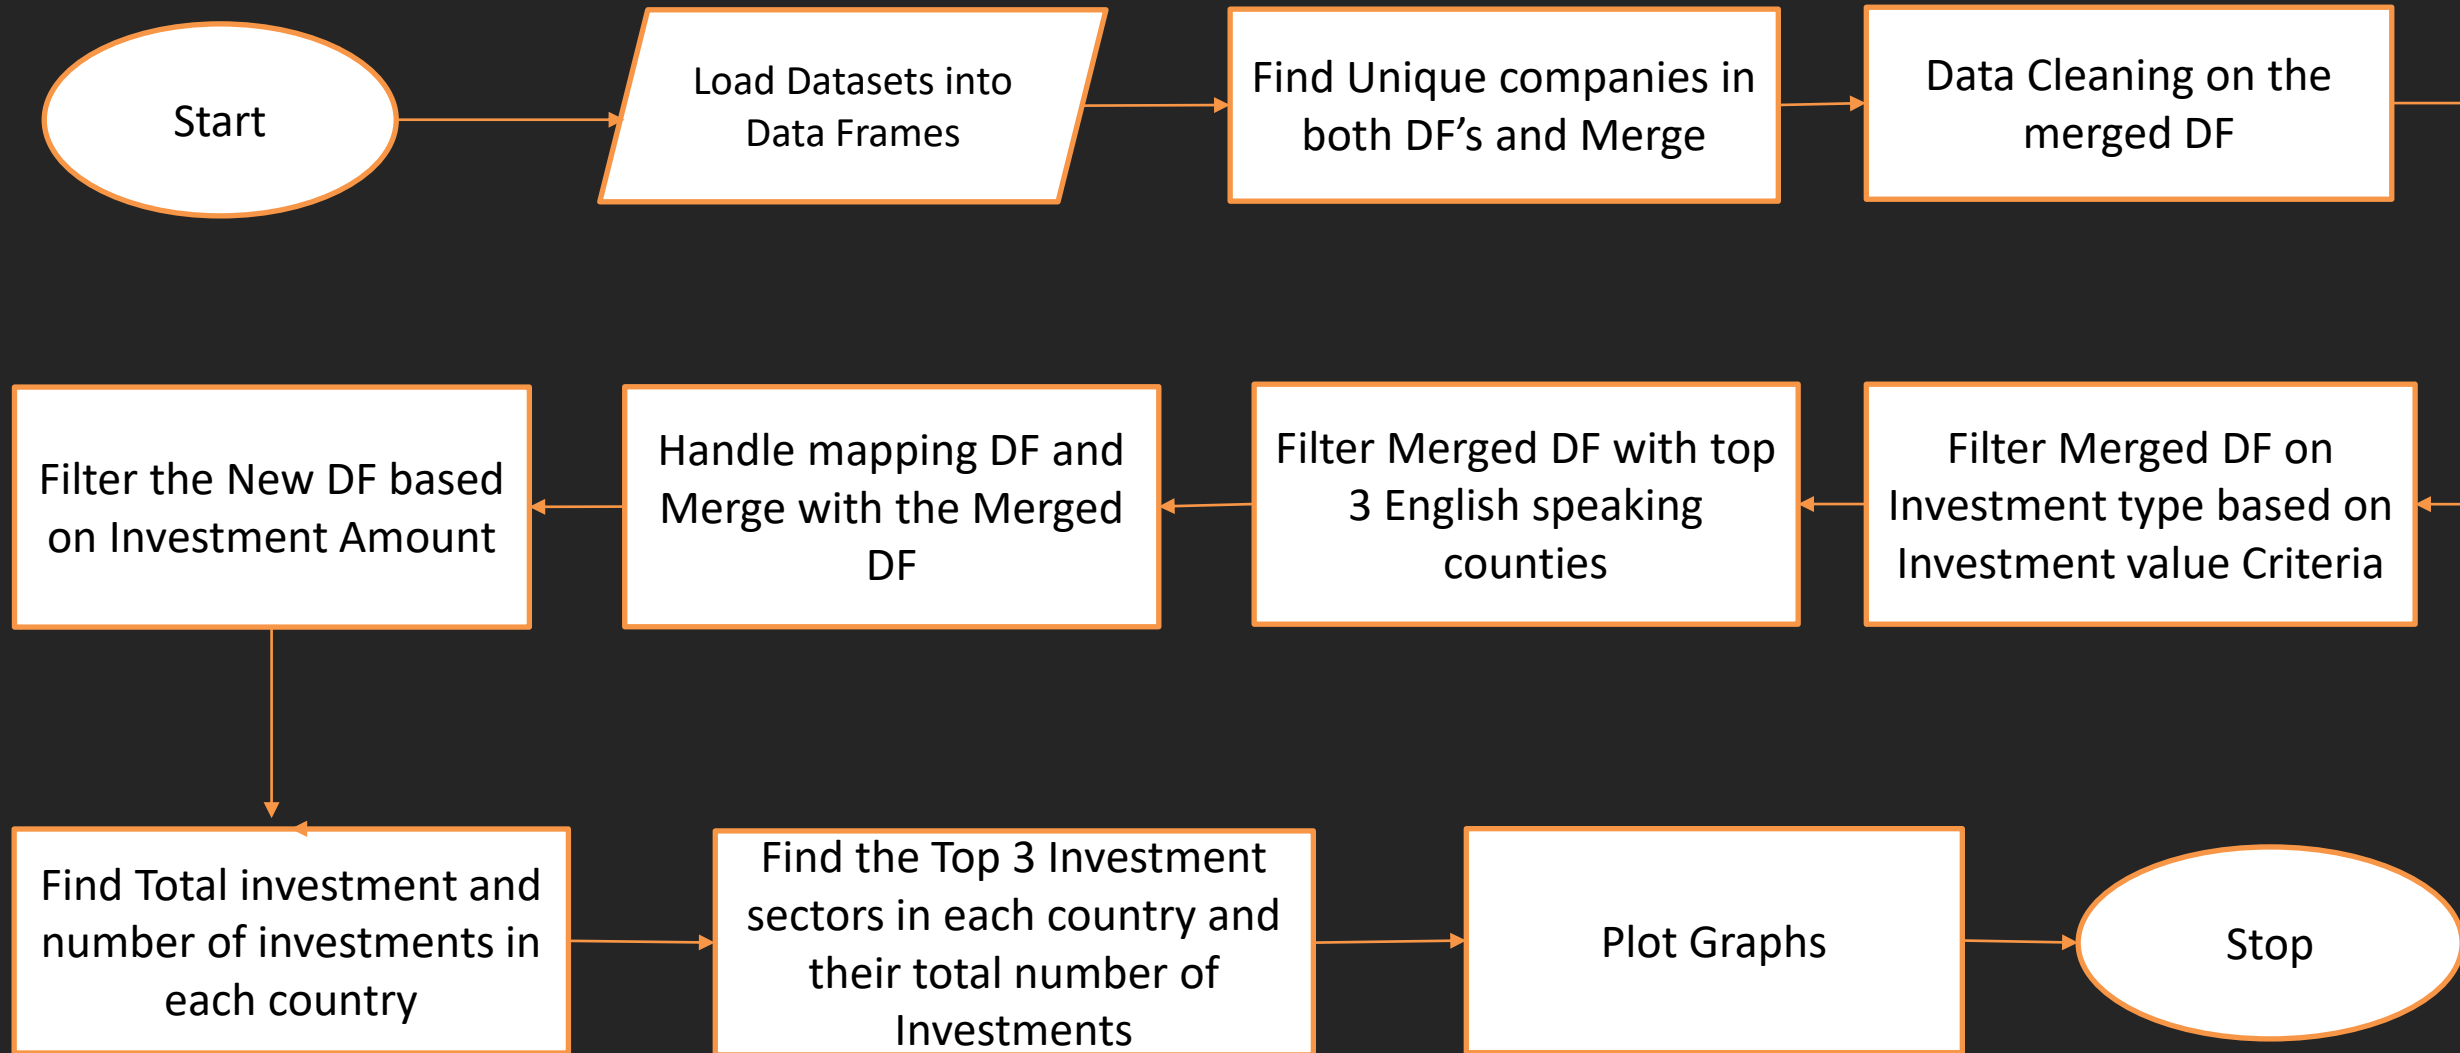 Start
Load Datasets into
Data Frames
Find Unique companies in
both DF’s and Merge
Data Cleaning on the
merged DF
Filter the New DF based
on Investment Amount
Handle mapping DF and
Merge with the Merged
DF
Filter Merged DF with top
3 English speaking
counties
Filter Merged DF on
Investment type based on
Investment value Criteria
Find Total investment and
number of investments in
each country
Find the Top 3 Investment
sectors in each country and
their total number of
Investments
Plot Graphs
Stop